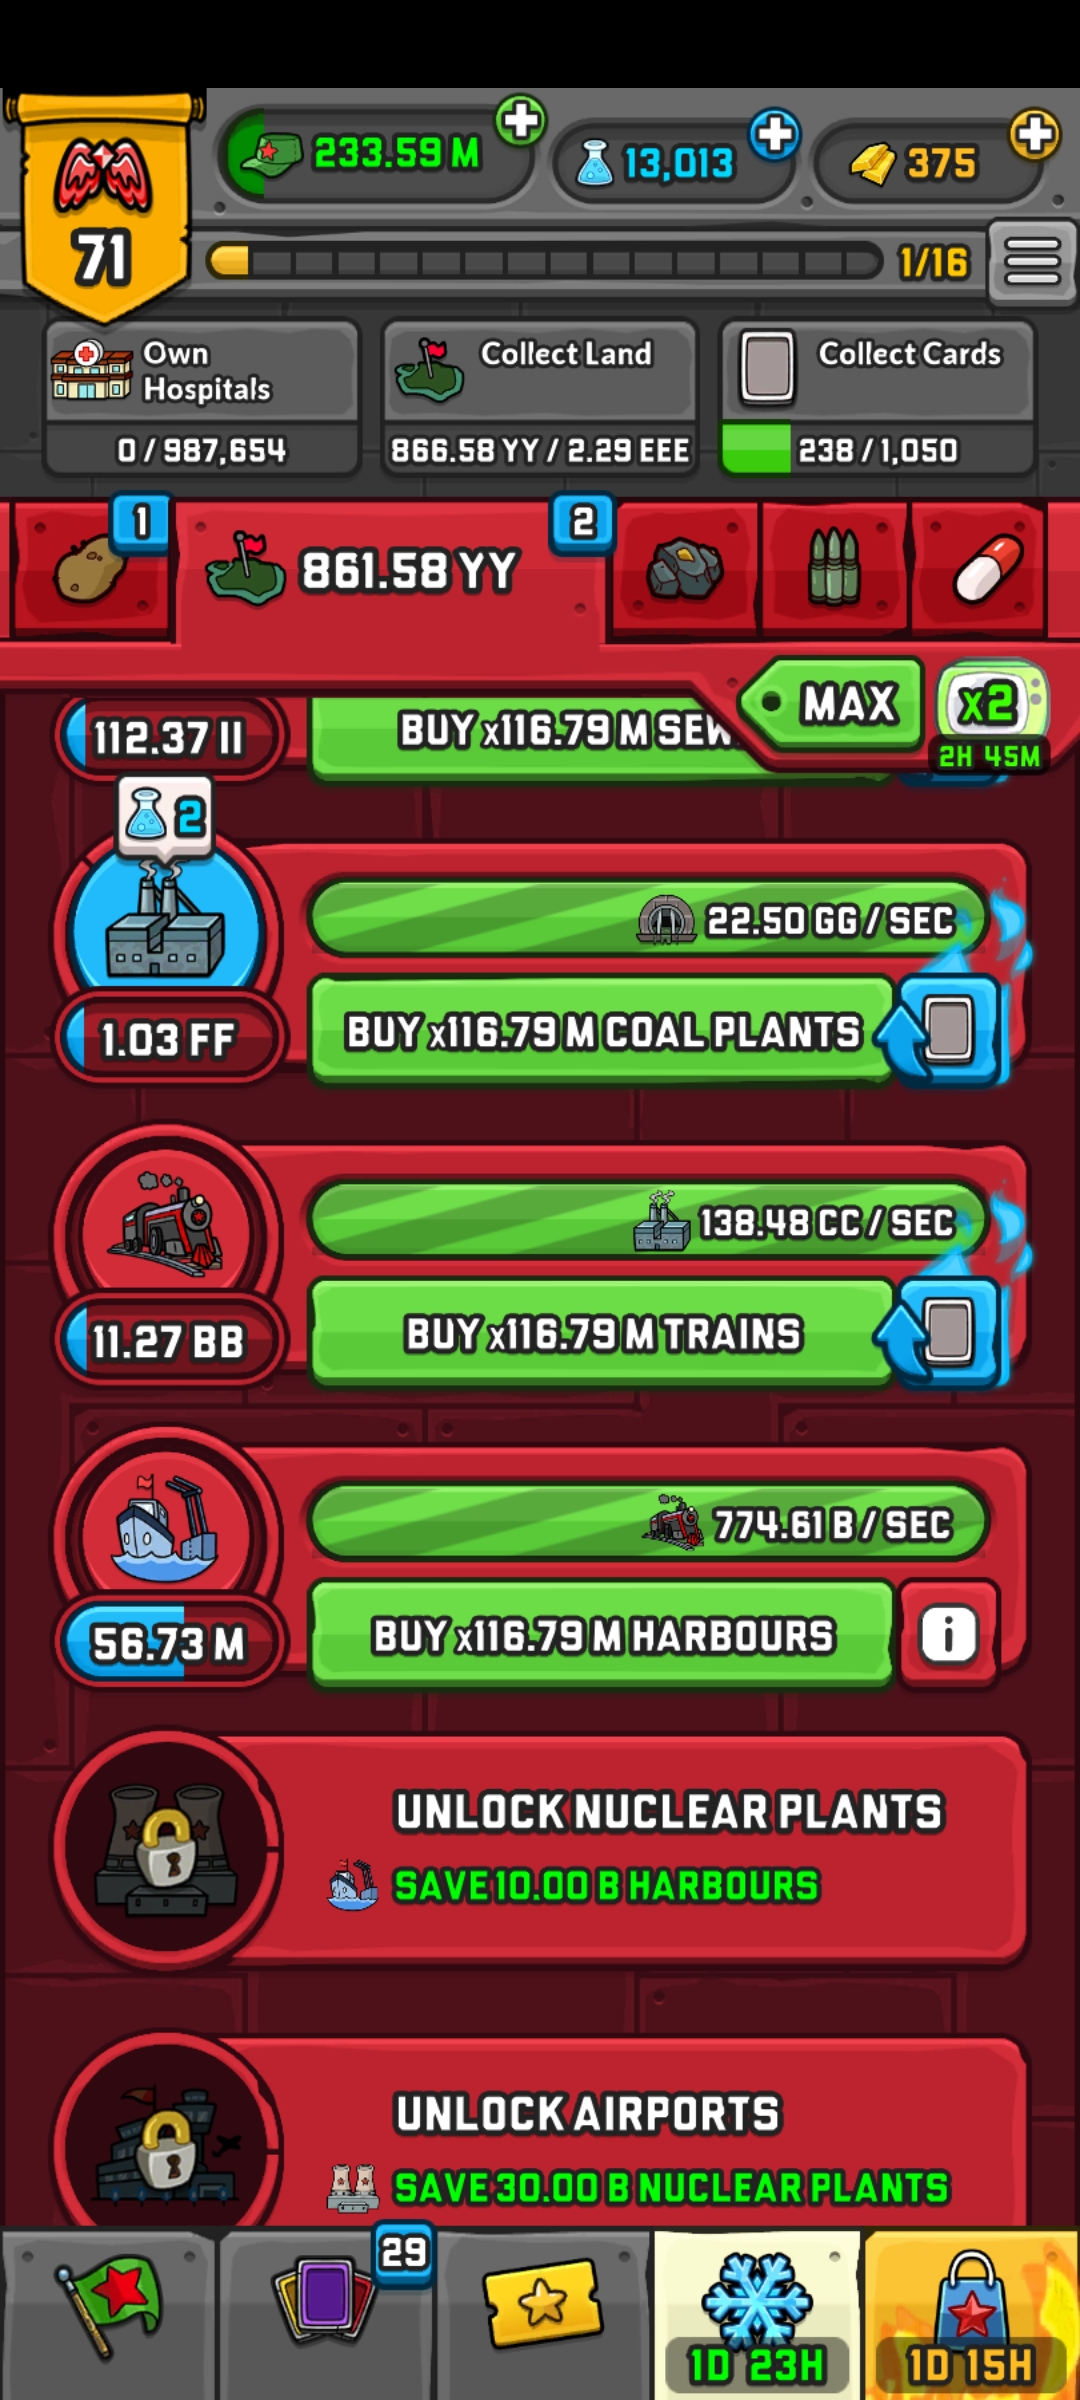 71
233.59 M
13,013
375
1/16
Own
Hospitals
0 / 987,654
Collect Land
866.58 YY / 2.29 EEE
Collect Cards
238 / 1,050
1
861.58 YY
2
MAX
x2
2H 45M
112.37 II
BUY x116.79 M
2
22.50 GG / SEC
1.03 FF
BUY x116.79 M COAL PLANTS
138.48 CC / SEC
11.27 BB
BUY x116.79 M TRAINS
774.61 B / SEC
56.73 M
BUY x116.79 M HARBOURS
i
UNLOCK NUCLEAR PLANTS
SAVE 10.00 B HARBOURS
UNLOCK AIRPORTS
SAVE 30.00 B NUCLEAR PLANTS
29
1D 23H
1D 15H